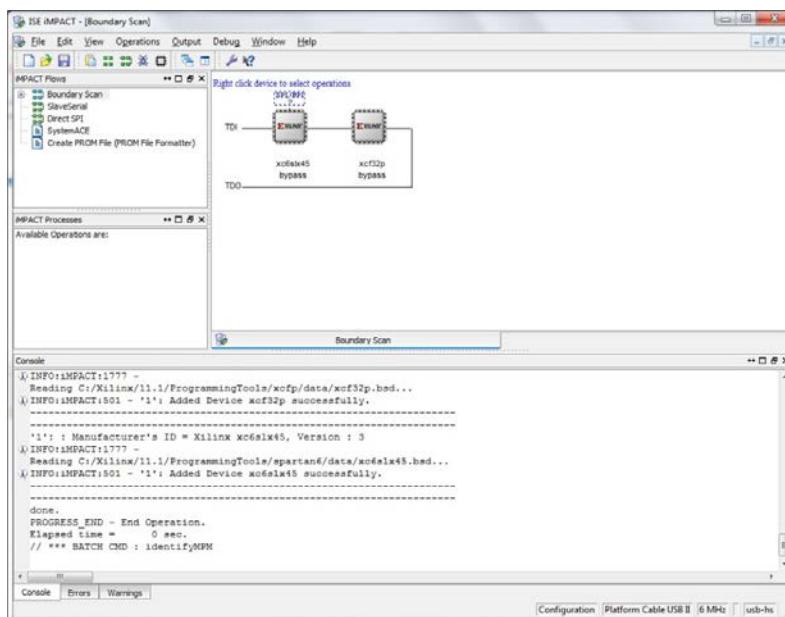 ISE iMPACT - [Boundary Scan]
File Edit View Operations Output Debug Window Help
iMPACT Flows
Boundary Scan
SlaveSerial
Direct SPI
SystemACE
Create PROM File (PROM File Formatter)
Right click device to select operations
TDI
XILINX
XILINX
xc6slx45
bypass
xcf32p
bypass
TDO
iMPACT Processes
Available Operations are:
Boundary Scan
Console
INFO:iMPACT:1777 -
Reading C:/Xilinx/11.1/ProgrammingTools/xcfp/data/xcf32p.bsd...
INFO:iMPACT:501 - '1': Added Device xcf32p successfully.
----------------------------------------------------------------------
----------------------------------------------------------------------
'1': : Manufacturer's ID = Xilinx xc6slx45, Version : 3
INFO:iMPACT:1777 -
Reading C:/Xilinx/11.1/ProgrammingTools/spartan6/data/xc6slx45.bsd...
INFO:iMPACT:501 - '1': Added Device xc6slx45 successfully.
----------------------------------------------------------------------
----------------------------------------------------------------------
done.
PROGRESS_END - End Operation.
Elapsed time = 0 sec.
// *** BATCH CMD : identifyMPM
Console Errors Warnings
Configuration Platform Cable USB II 6 MHz usb-hs